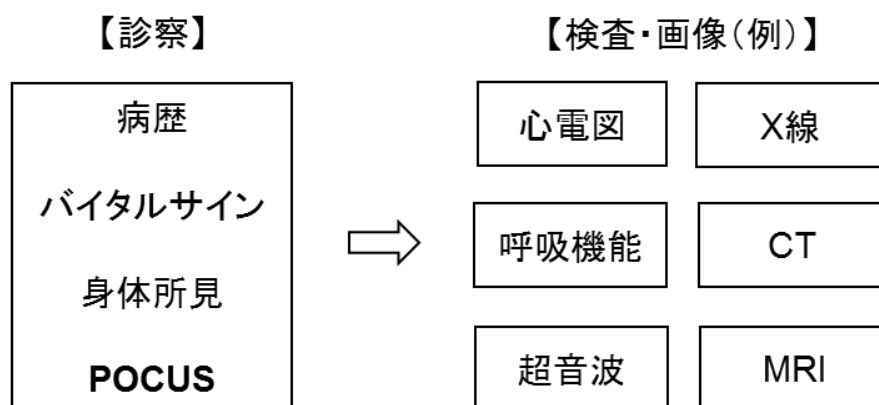 【診察】
病歴
バイタルサイン
身体所見
POCUS
【検査・画像(例)】
心電図
X線
呼吸機能
CT
超音波
MRI